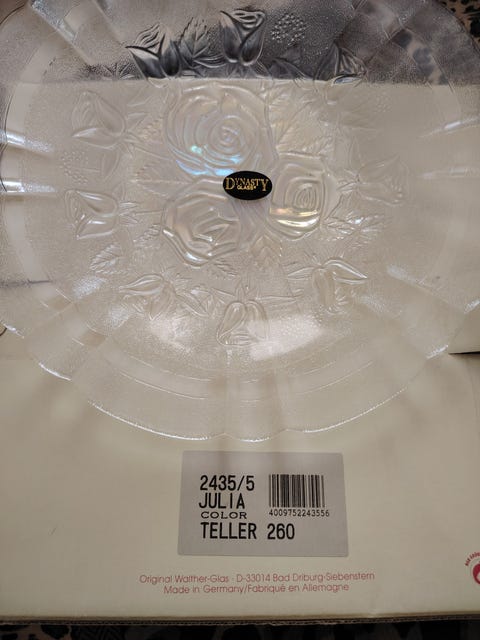 DYNASTY
GLASS
2435/5
JULIA
COLOR
4009752243556
TELLER 260
Original Walther-Glas · D-33014 Bad Driburg-Siebenstern
Made in Germany/Fabriqué en Allemagne